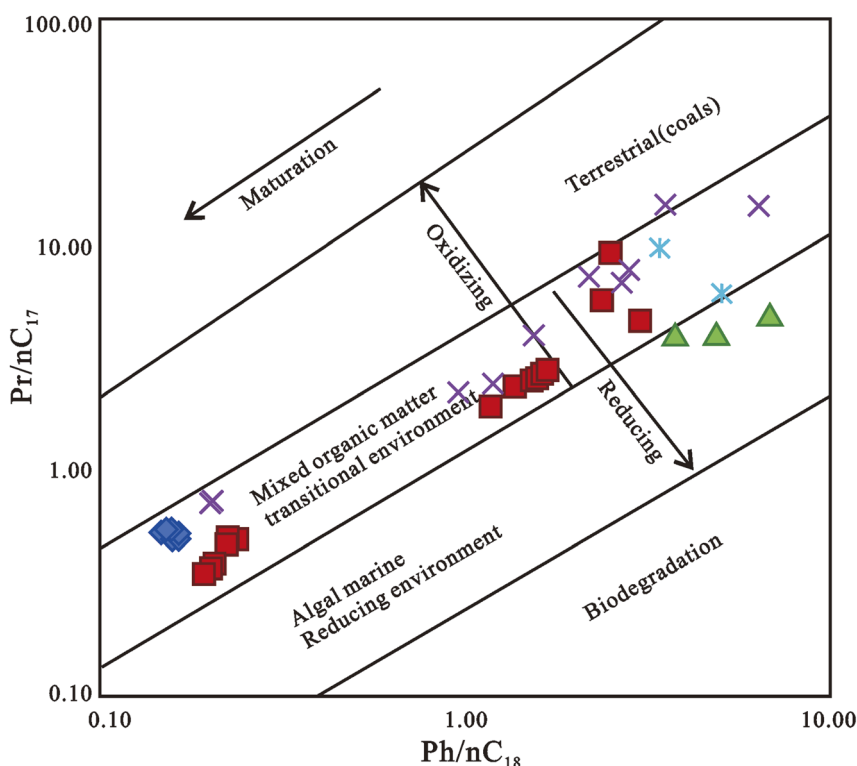 100.00
Terrestrial(coals)
Maturation
Oxidizing
10.00
Pr/nC17
Reducing
Mixed organic matter
transitional environment
1.00
Algal marine
Reducing environment
Biodegradation
0.10
0.10
1.00
10.00
Ph/nC18